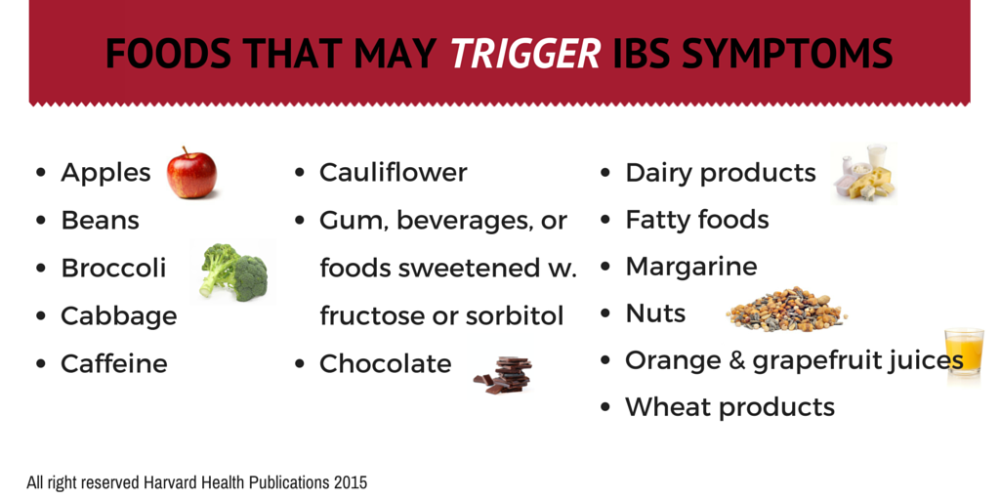 FOODS THAT MAY TRIGGER IBS SYMPTOMS
• Apples
• Beans
• Broccoli
• Cabbage
• Caffeine
• Cauliflower
• Gum, beverages, or
foods sweetened w.
fructose or sorbitol
• Chocolate
• Dairy products
• Fatty foods
• Margarine
• Nuts
• Orange & grapefruit juices
• Wheat products
All right reserved Harvard Health Publications 2015